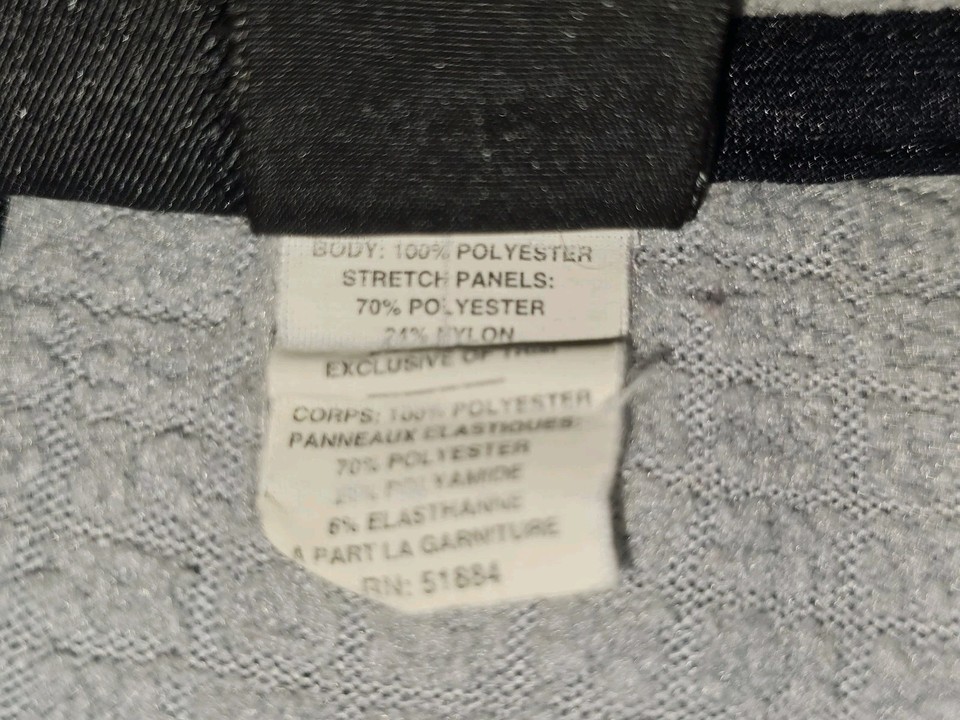 BODY: 100% POLYESTER
STRETCH PANELS:
70% POLYESTER
24% NYLON
EXCLUSIVE OF TRIM
CORPS: 100% POLYESTER
PANNEAUX ELASTIQUES:
70% POLYESTER
POLYAMIDE
6% ELASTHANNE
A PART LA GARNITURE
RN: 51884